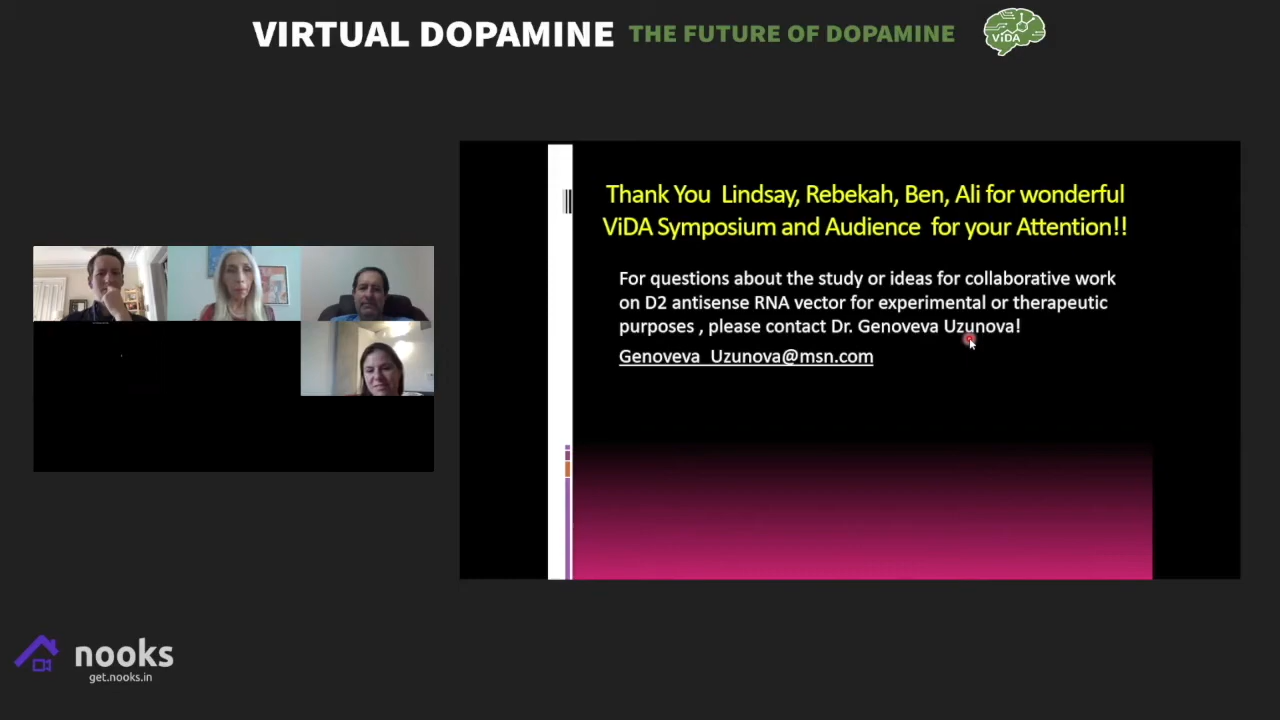 VIRTUAL DOPAMINE THE FUTURE OF DOPAMINE
ViDA
Thank You Lindsay, Rebekah, Ben, Ali for wonderful
ViDA Symposium and Audience for your Attention!!
For questions about the study or ideas for collaborative work
on D2 antisense RNA vector for experimental or therapeutic
purposes , please contact Dr. Genoveva Uzunova!
Genoveva_Uzunova@msn.com
nooks
get.nooks.in